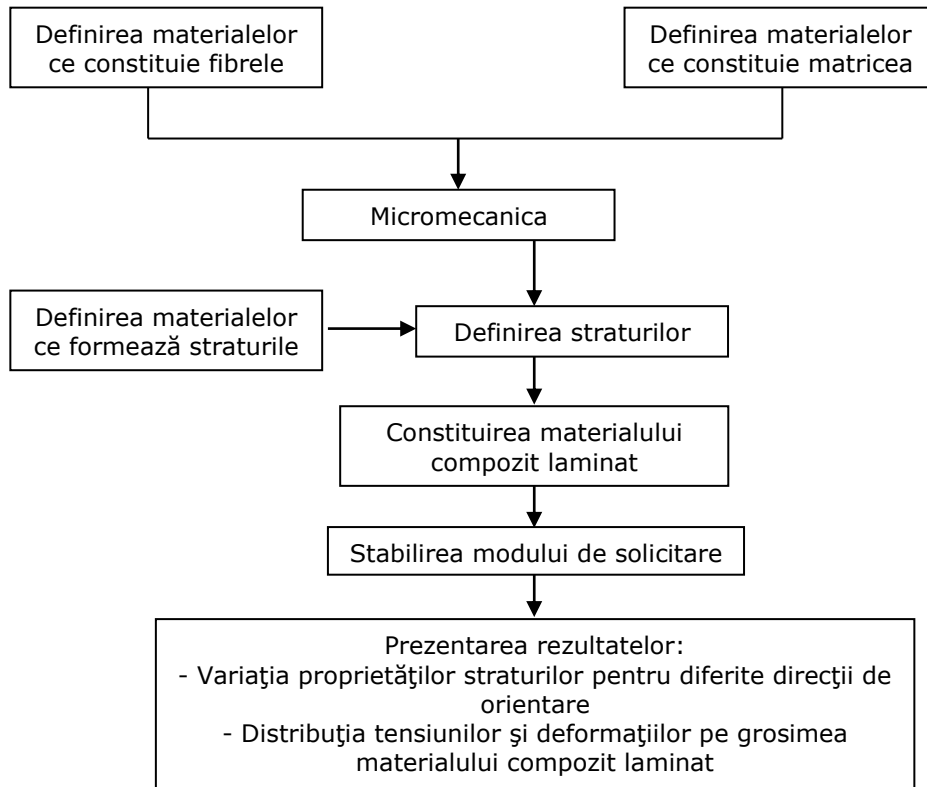 Definirea materialelor
ce constituie fibrele
Definirea materialelor
ce constituie matricea
Micromecanica
Definirea materialelor
ce formează straturile
Definirea straturilor
Constituirea materialului
compozit laminat
Stabilirea modului de solicitare
Prezentarea rezultatelor:
- Variaţia proprietăţilor straturilor pentru diferite direcţii de
orientare
- Distribuţia tensiunilor şi deformaţiilor pe grosimea
materialului compozit laminat